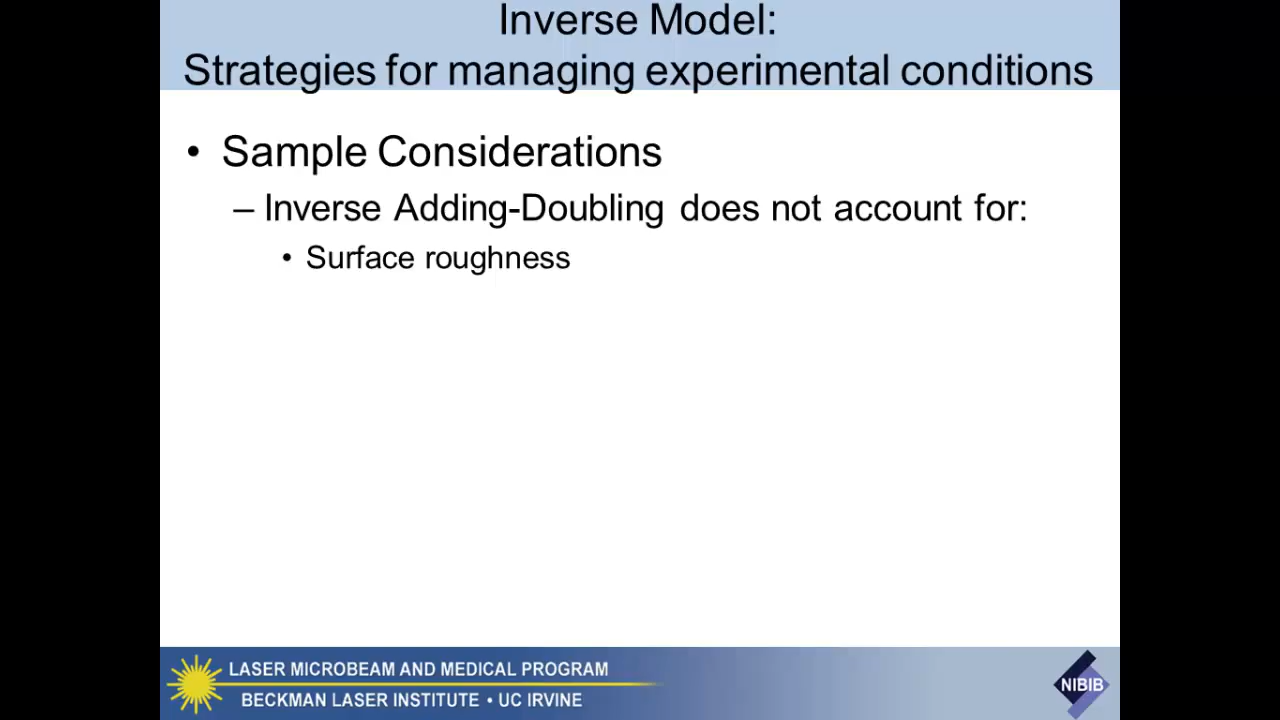 Inverse Model:
Strategies for managing experimental conditions
• Sample Considerations
– Inverse Adding-Doubling does not account for:
• Surface roughness
LASER MICROBEAM AND MEDICAL PROGRAM
BECKMAN LASER INSTITUTE • UC IRVINE
NIBIB